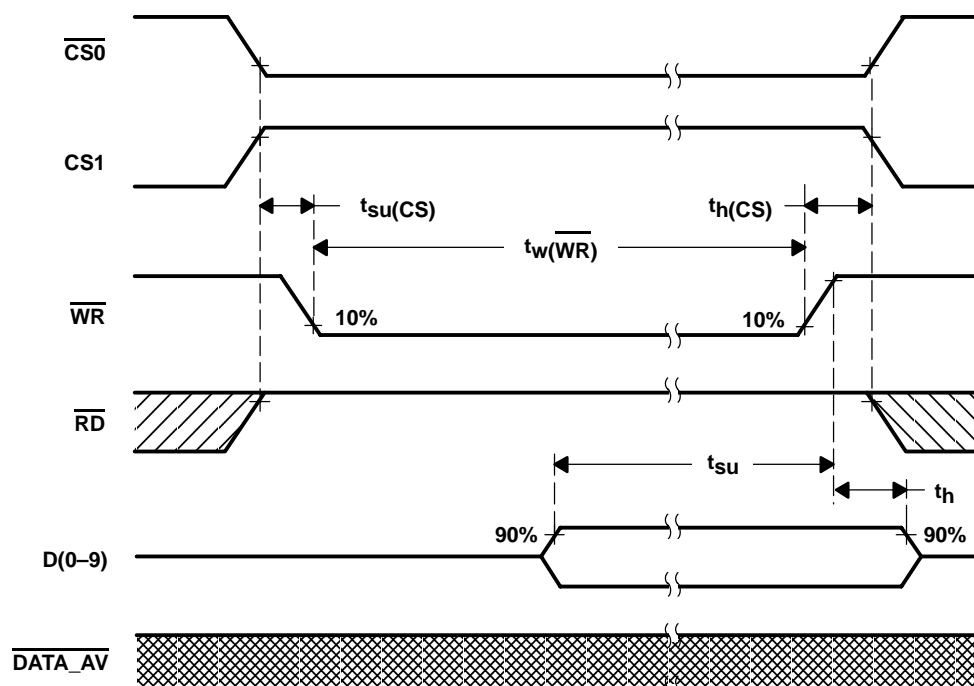 CS0
CS1
tsu(CS)
th(CS)
tw(WR)
WR
10%
10%
RD
tsu
th
90%
90%
D(0–9)
DATA_AV